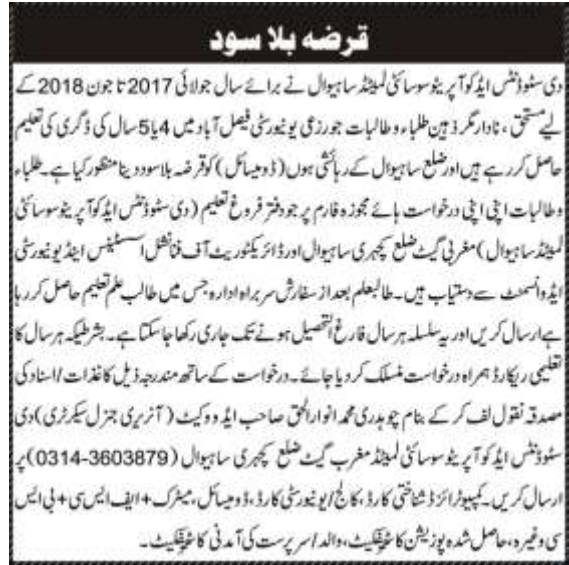 قرضہ بلا سود
دی سٹوڈنٹس ایڈ کوآپریٹو سوسائٹی لمیٹڈ ساہیوال نے برائے سال جولائی 2017 تا جون 2018 کے
لیے مستحق، نادار مگر ذہین طلباء و طالبات جو زرعی یونیورسٹی فیصل آباد میں 4 یا 5 سال کی ڈگری کی تعلیم
حاصل کر رہے ہیں اور ضلع ساہیوال کے رہائشی ہوں (ڈومیسائل) کو قرضہ بلا سود دینا منظور کیا ہے۔ طلباء
و طالبات اپنی اپنی درخواست ہائے مجوزہ فارم پر جو دفتر فروغ تعلیم (دی سٹوڈنٹس ایڈ کوآپریٹو سوسائٹی
لمیٹڈ ساہیوال) مغربی گیٹ ضلع کچہری ساہیوال اور ڈائریکٹوریٹ آف فنانشل اسسٹینس اینڈ یونیورسٹی
ایڈوانسمنٹ سے دستیاب ہیں۔ طالبعلم بعد از سفارش سربراہ ادارہ جس میں طالب علم تعلیم حاصل کر رہا
ہے ارسال کریں اور یہ سلسلہ ہر سال فارغ التحصیل ہونے تک جاری رکھا جا سکتا ہے۔ بشرطیکہ ہر سال کا
تعلیمی ریکارڈ ہمراہ درخواست منسلک کر دیا جائے۔ درخواست کے ساتھ مندرجہ ذیل کاغذات/اسناد کی
مصدقہ نقول لف کر کے بنام چوہدری محمد انوار الحق صاحب ایڈووکیٹ (آنریری جنرل سیکرٹری) دی
سٹوڈنٹس ایڈ کوآپریٹو سوسائٹی لمیٹڈ مغرب گیٹ ضلع کچہری ساہیوال (0314-3603879) پر
ارسال کریں۔ کمپیوٹرائزڈ شناختی کارڈ، کالج/یونیورسٹی کارڈ، ڈومیسائل، میٹرک + ایف ایس سی + بی ایس
سی وغیرہ، حاصل شدہ پوزیشن کا سرٹیفکیٹ، والد/سرپرست کی آمدنی کا سرٹیفکیٹ۔